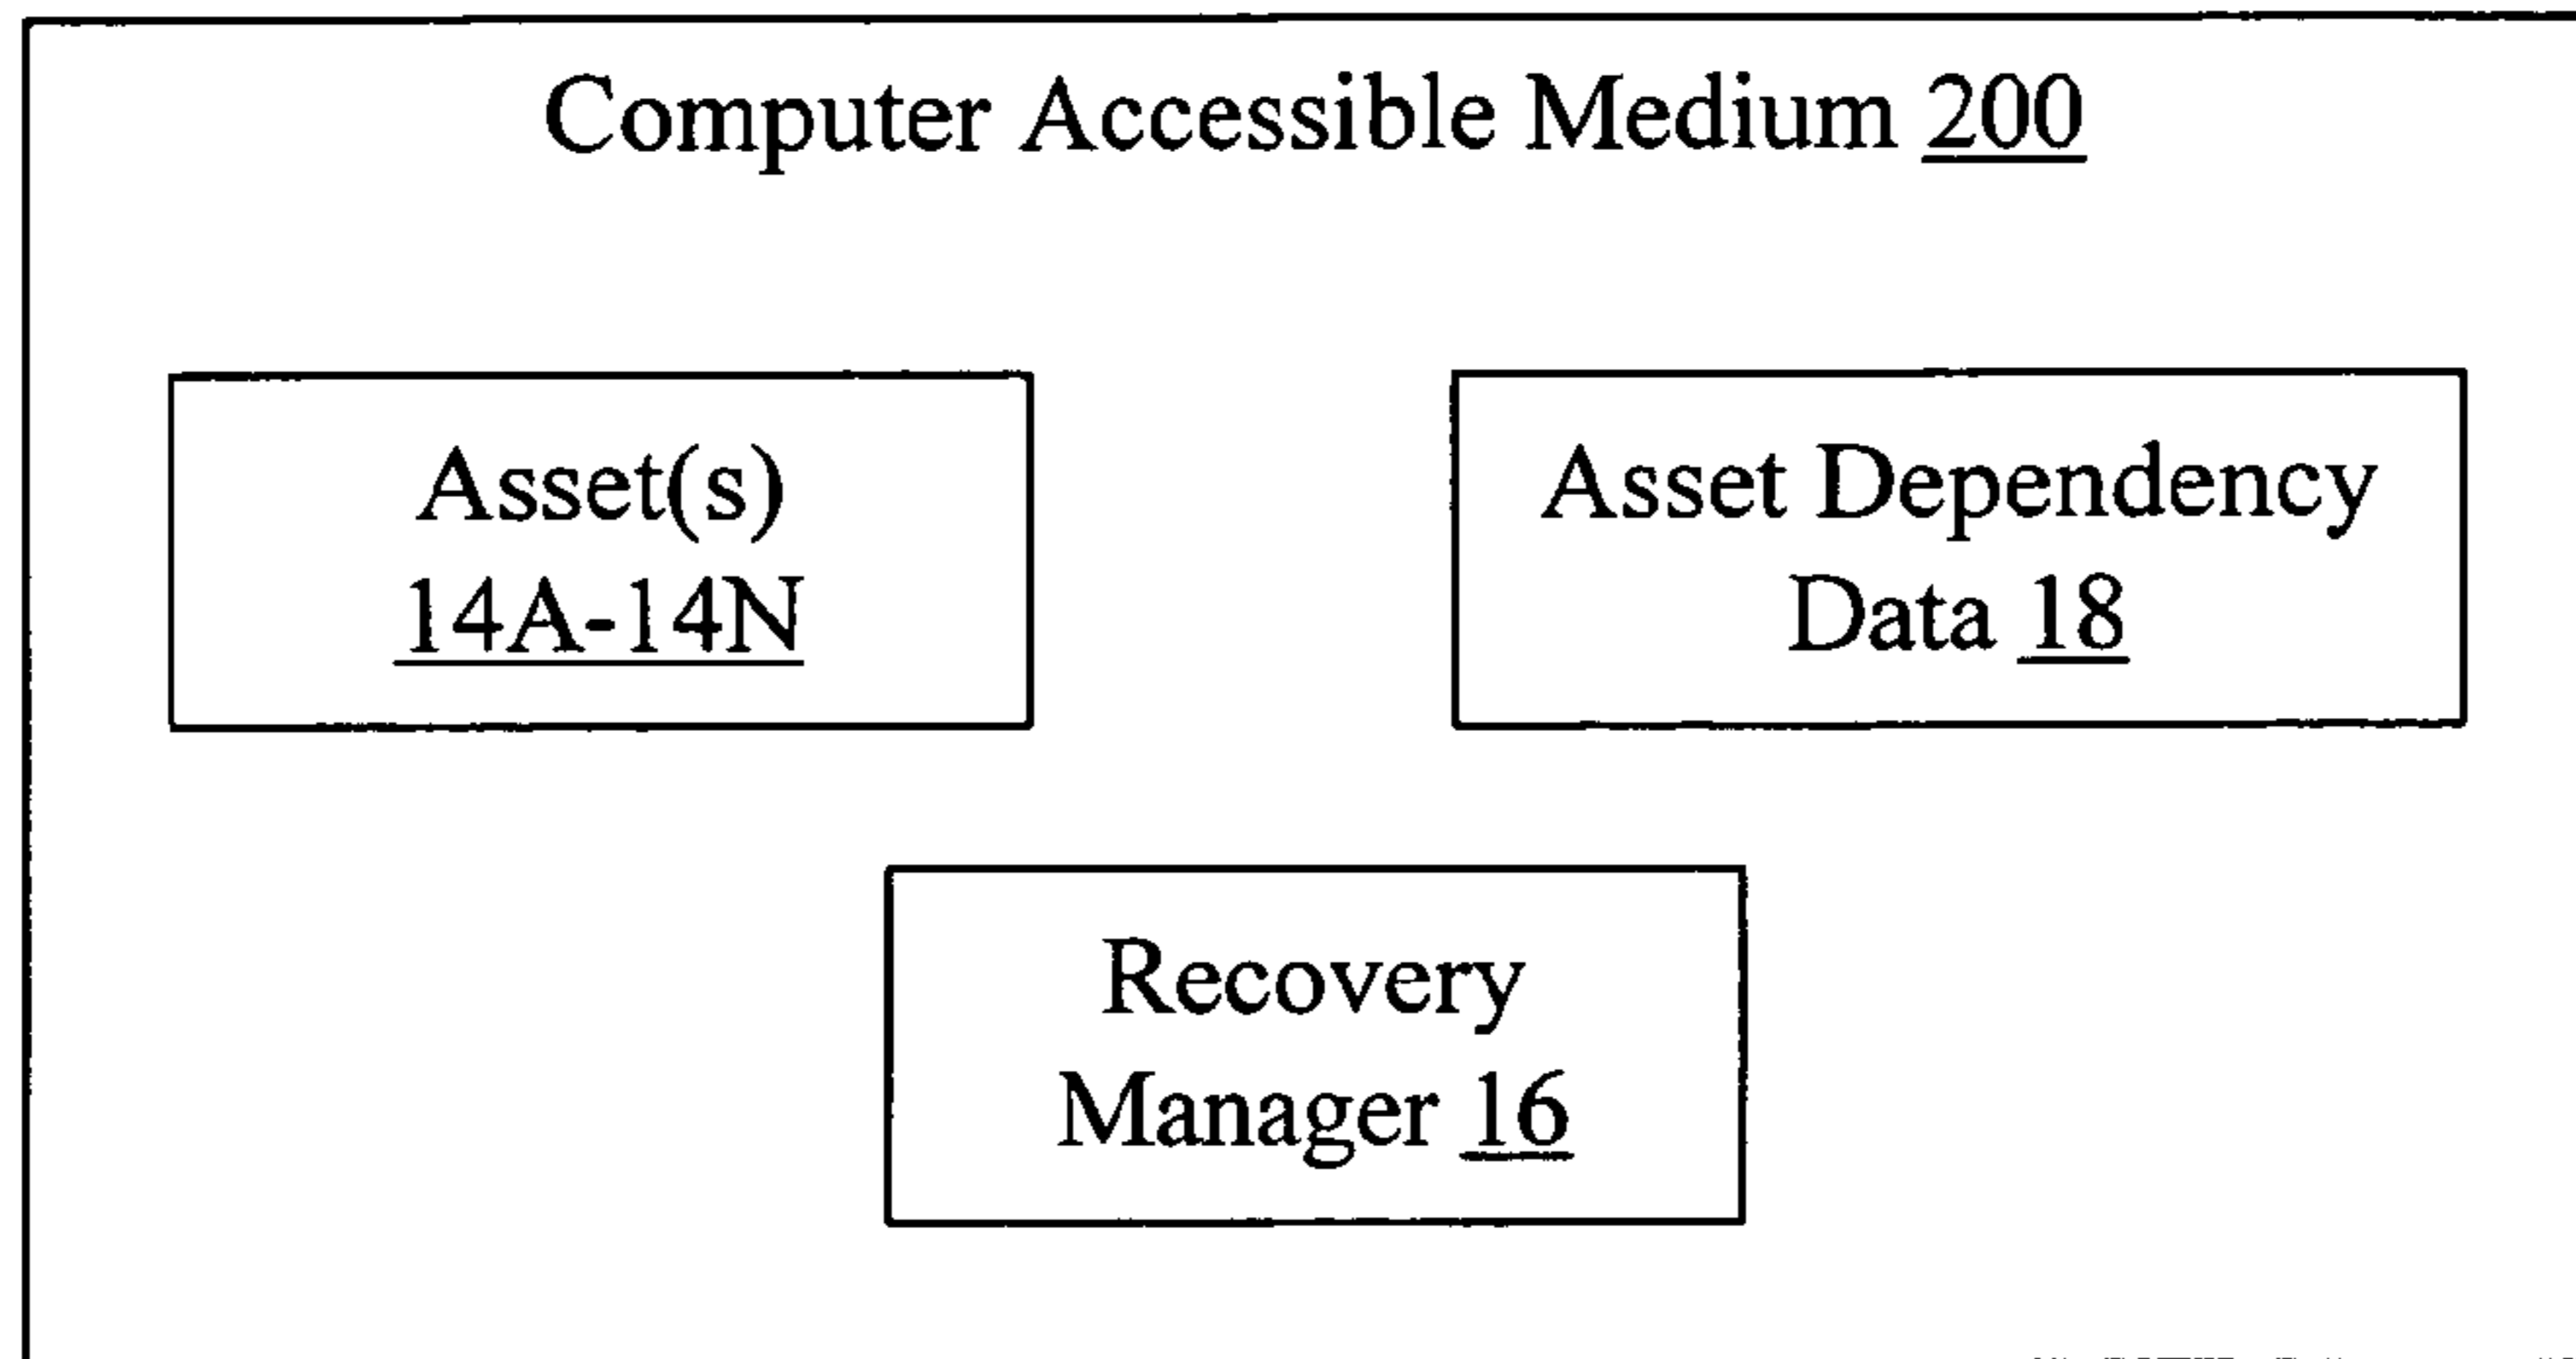 Computer Accessible Medium 200
Asset(s)
14A-14N
Asset Dependency
Data 18
Recovery
Manager 16